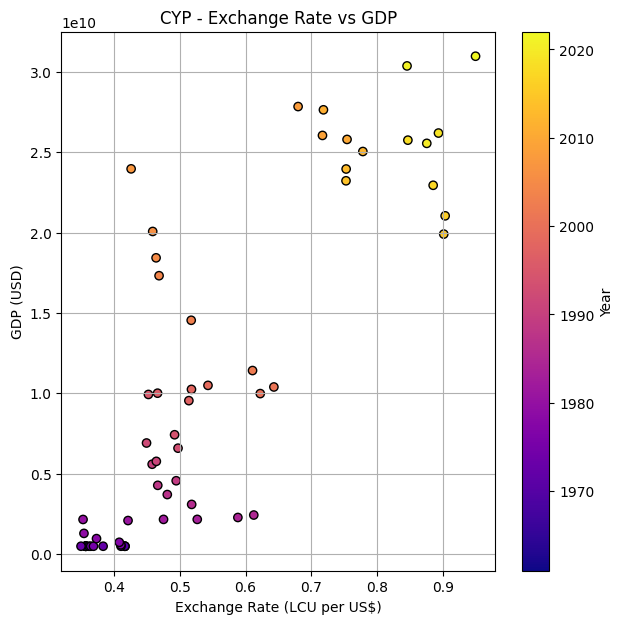 CYP - Exchange Rate vs GDP
1e10
3.0
2.5
2.0
1.5
1.0
0.5
0.0
GDP (USD)
0.4 0.5 0.6 0.7 0.8 0.9
Exchange Rate (LCU per US$)
2020
2010
2000
1990
1980
1970
Year